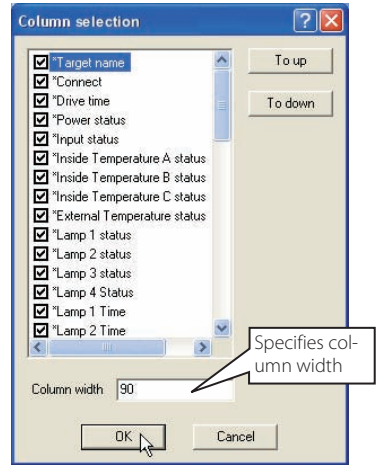 Column selection
*Target name
*Connect
*Drive time
*Power status
*Input status
*Inside Temperature A status
*Inside Temperature B status
*Inside Temperature C status
*External Temperature status
*Lamp 1 status
*Lamp 2 status
*Lamp 3 status
*Lamp 4 Status
*Lamp 1 Time
*Lamp 2 Time
To up
To down
Specifies col-
umn width
Column width 90
OK Cancel